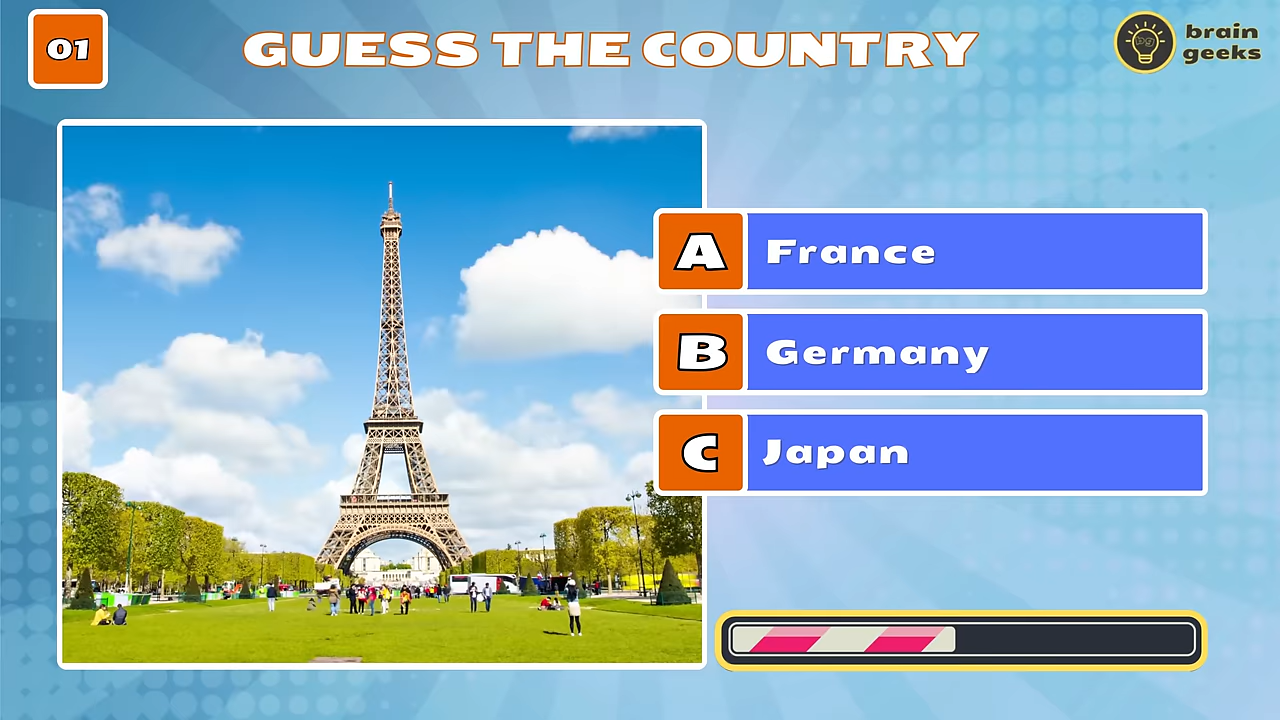 01
GUESS THE COUNTRY
brain
geeks
A France
B Germany
C Japan